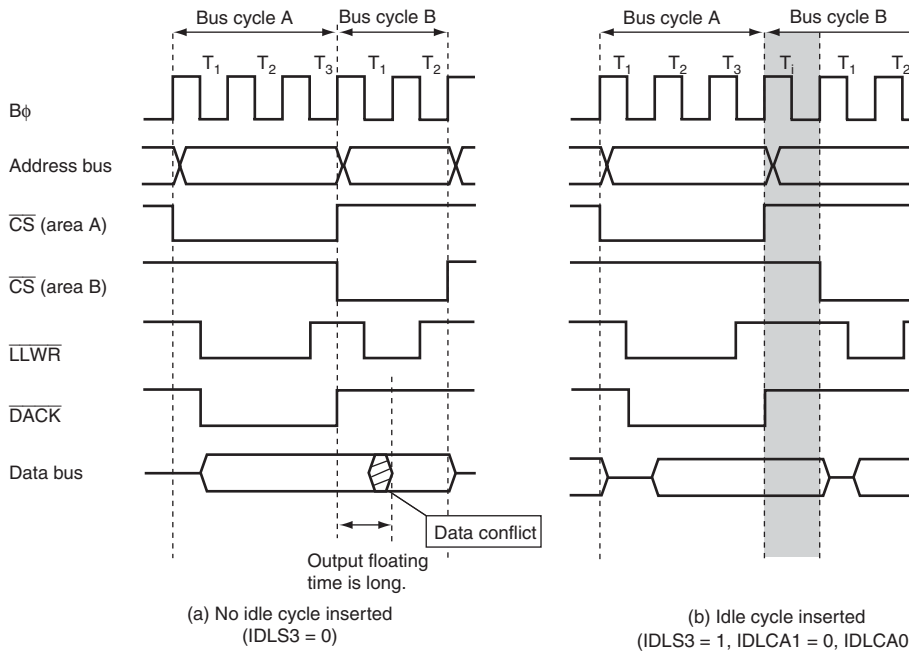 Bus cycle A
Bus cycle B
T1
T2
T3
T1
T2
Bϕ
Address bus
CS (area A)
CS (area B)
LLWR
DACK
Data bus
Data conflict
Output floating
time is long.
(a) No idle cycle inserted
(IDLS3 = 0)
Bus cycle A
Bus cycle B
T1
T2
T3
Ti
T1
T2
(b) Idle cycle inserted
(IDLS3 = 1, IDLCA1 = 0, IDLCA0